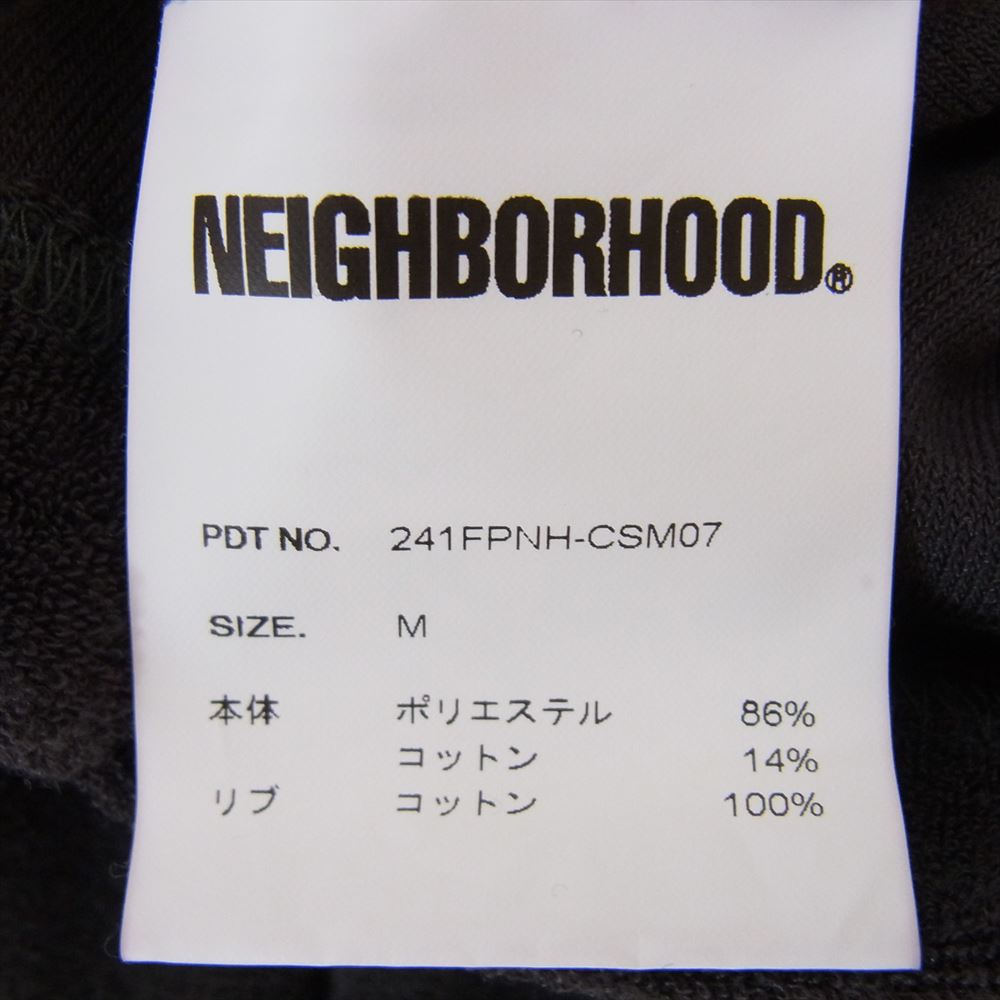 NEIGHBORHOOD®
PDT NO. 241FPNH-CSM07
SIZE. M
本体 ポリエステル 86%
コットン 14%
リブ コットン 100%